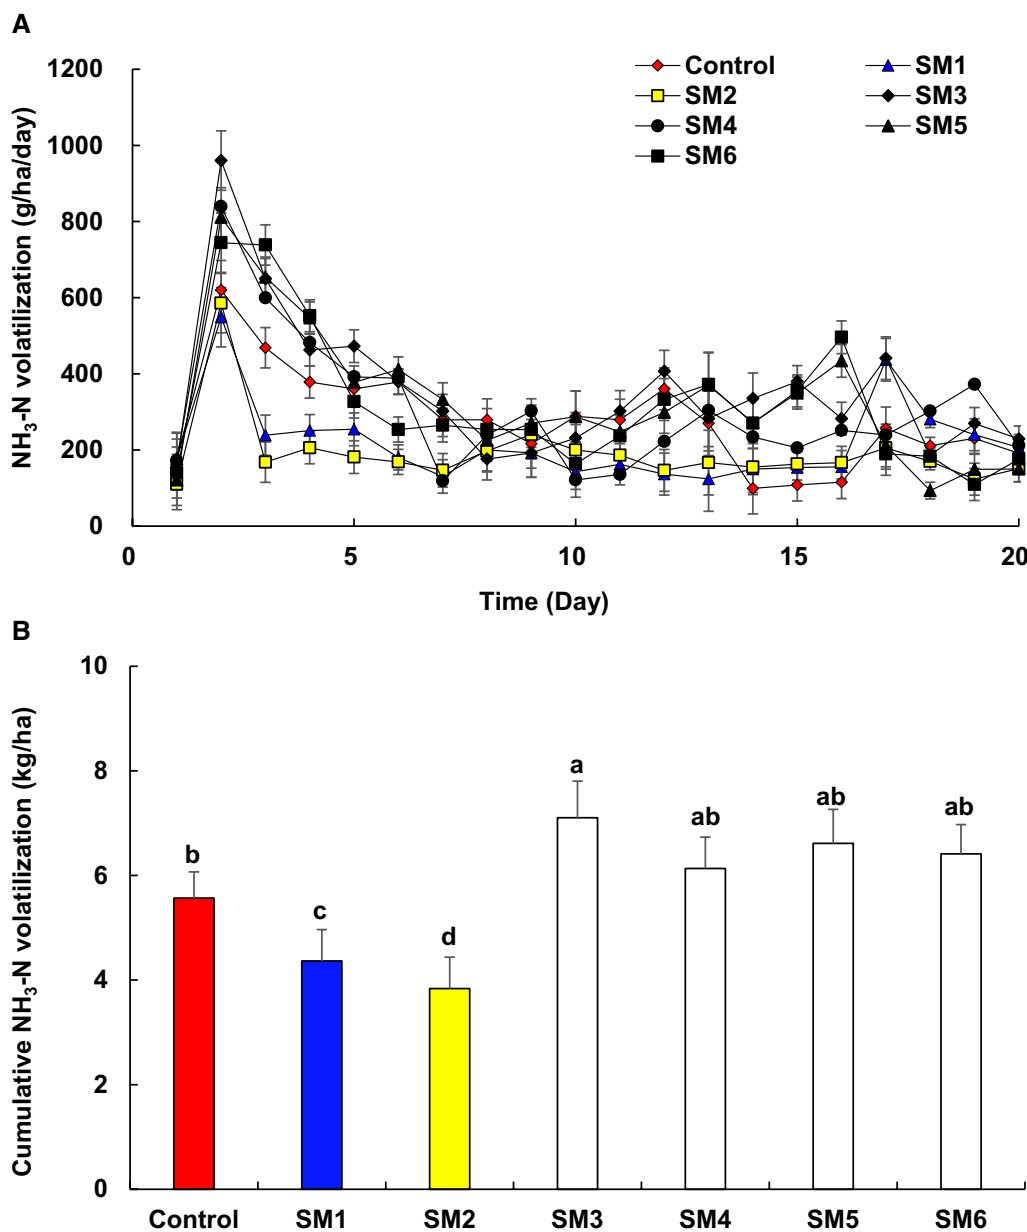 A
1200
1000
800
600
400
200
0
NH₃-N volatilization (g/ha/day)
Control
SM1
SM2
SM3
SM4
SM5
SM6
0 5 10 15 20
Time (Day)
B
10
8
6
4
2
0
Cumulative NH₃-N volatilization (kg/ha)
b c d a ab ab ab
Control SM1 SM2 SM3 SM4 SM5 SM6